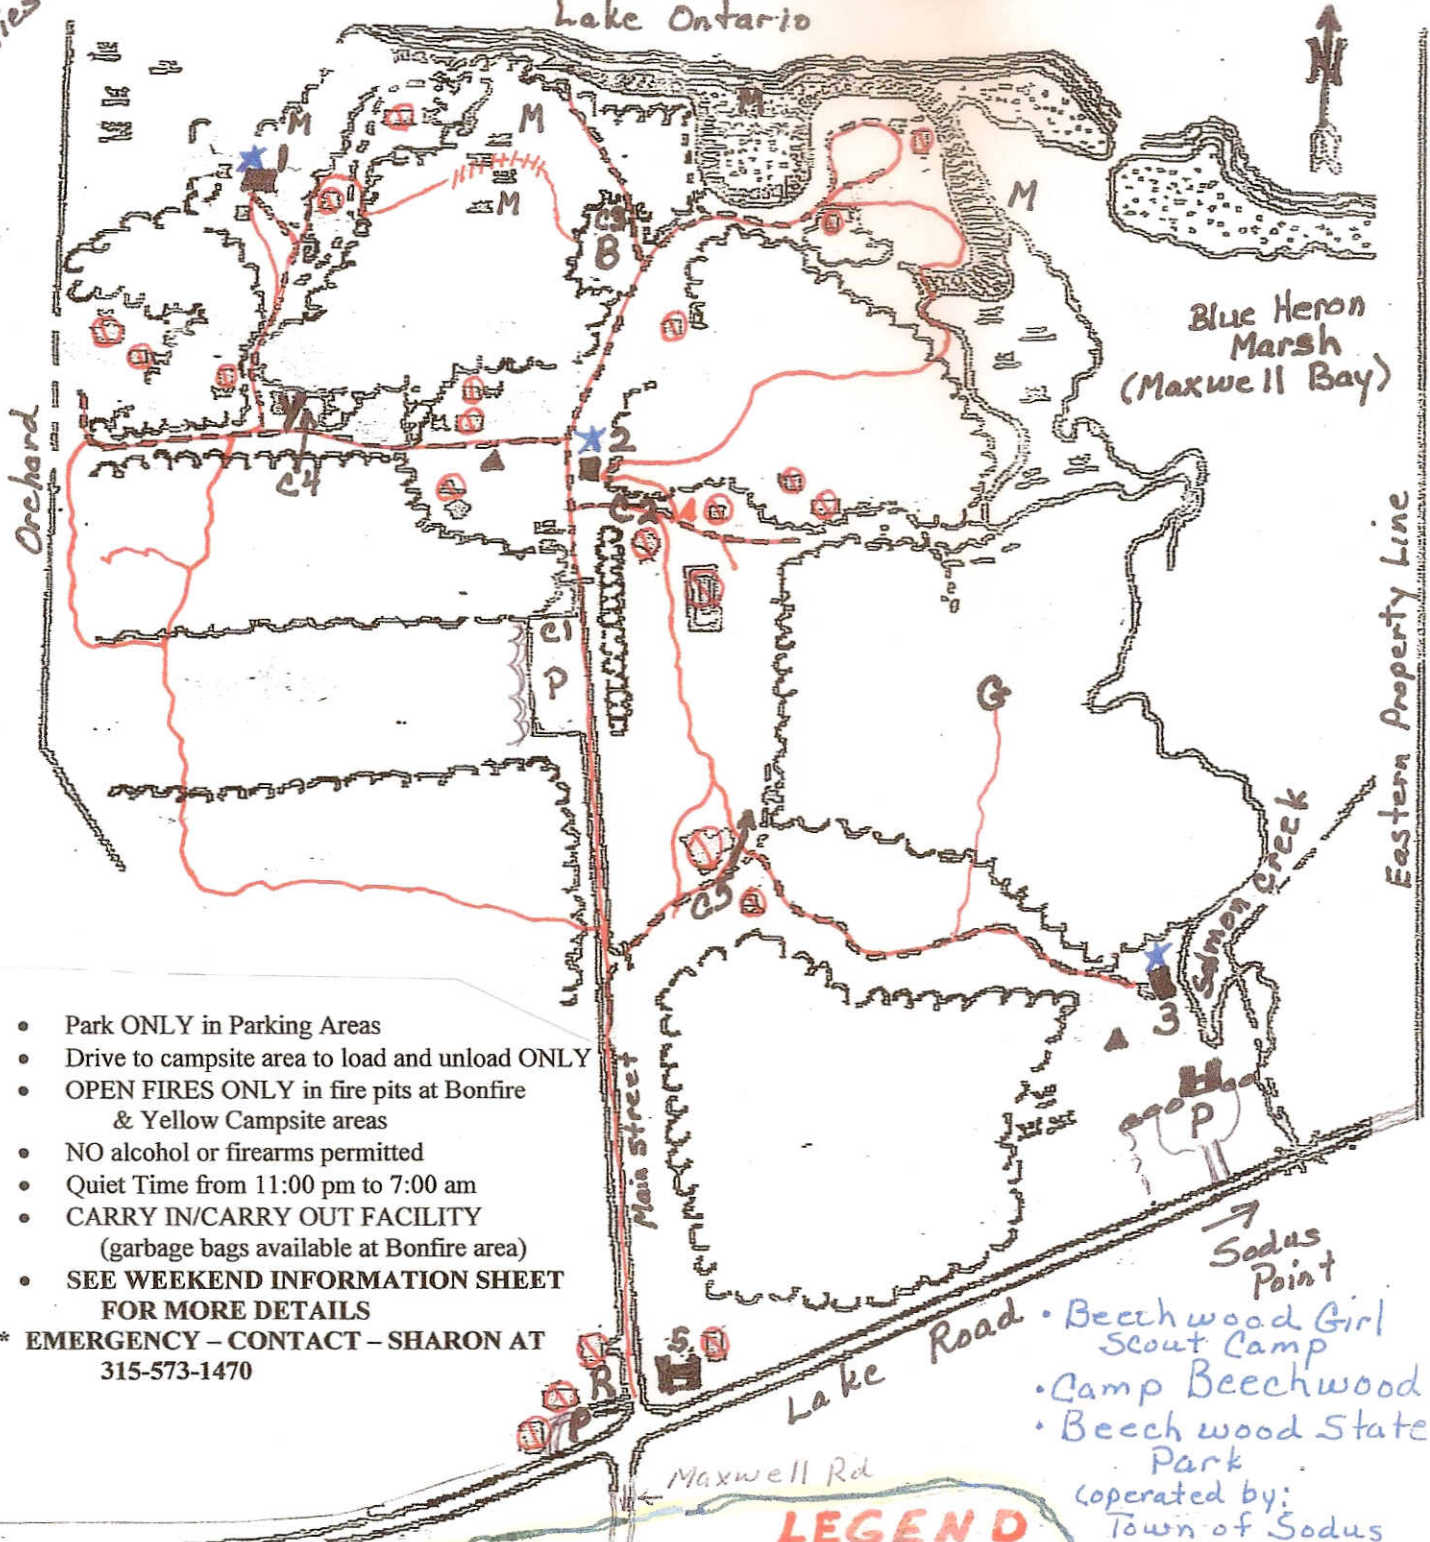 Lake Ontario
N
M
M
M
1
M
M
C3
B
Blue Heron
Marsh
(Maxwell Bay)
Orchard
2
C4
C2
Eastern Property Line
C1
P
G
C5
Salmon Creek
3
P
Main Street
• Park ONLY in Parking Areas
• Drive to campsite area to load and unload ONLY
• OPEN FIRES ONLY in fire pits at Bonfire
& Yellow Campsite areas
• NO alcohol or firearms permitted
• Quiet Time from 11:00 pm to 7:00 am
• CARRY IN/CARRY OUT FACILITY
(garbage bags available at Bonfire area)
• SEE WEEKEND INFORMATION SHEET
FOR MORE DETAILS
* EMERGENCY – CONTACT – SHARON AT
315-573-1470
Sodus
Point
S
R
P
Lake Road
Maxwell Rd
• Beechwood Girl
Scout Camp
• Camp Beechwood
• Beechwood State
Park
(operated by:
Town of Sodus
LEGEND